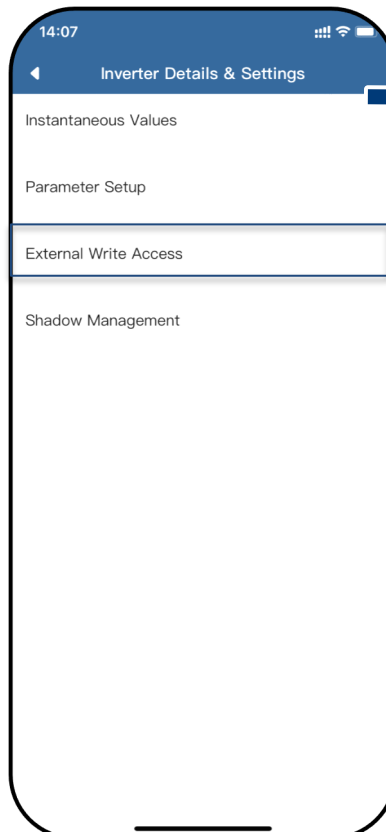 14:07
Inverter Details & Settings
Instantaneous Values
Parameter Setup
External Write Access
Shadow Management